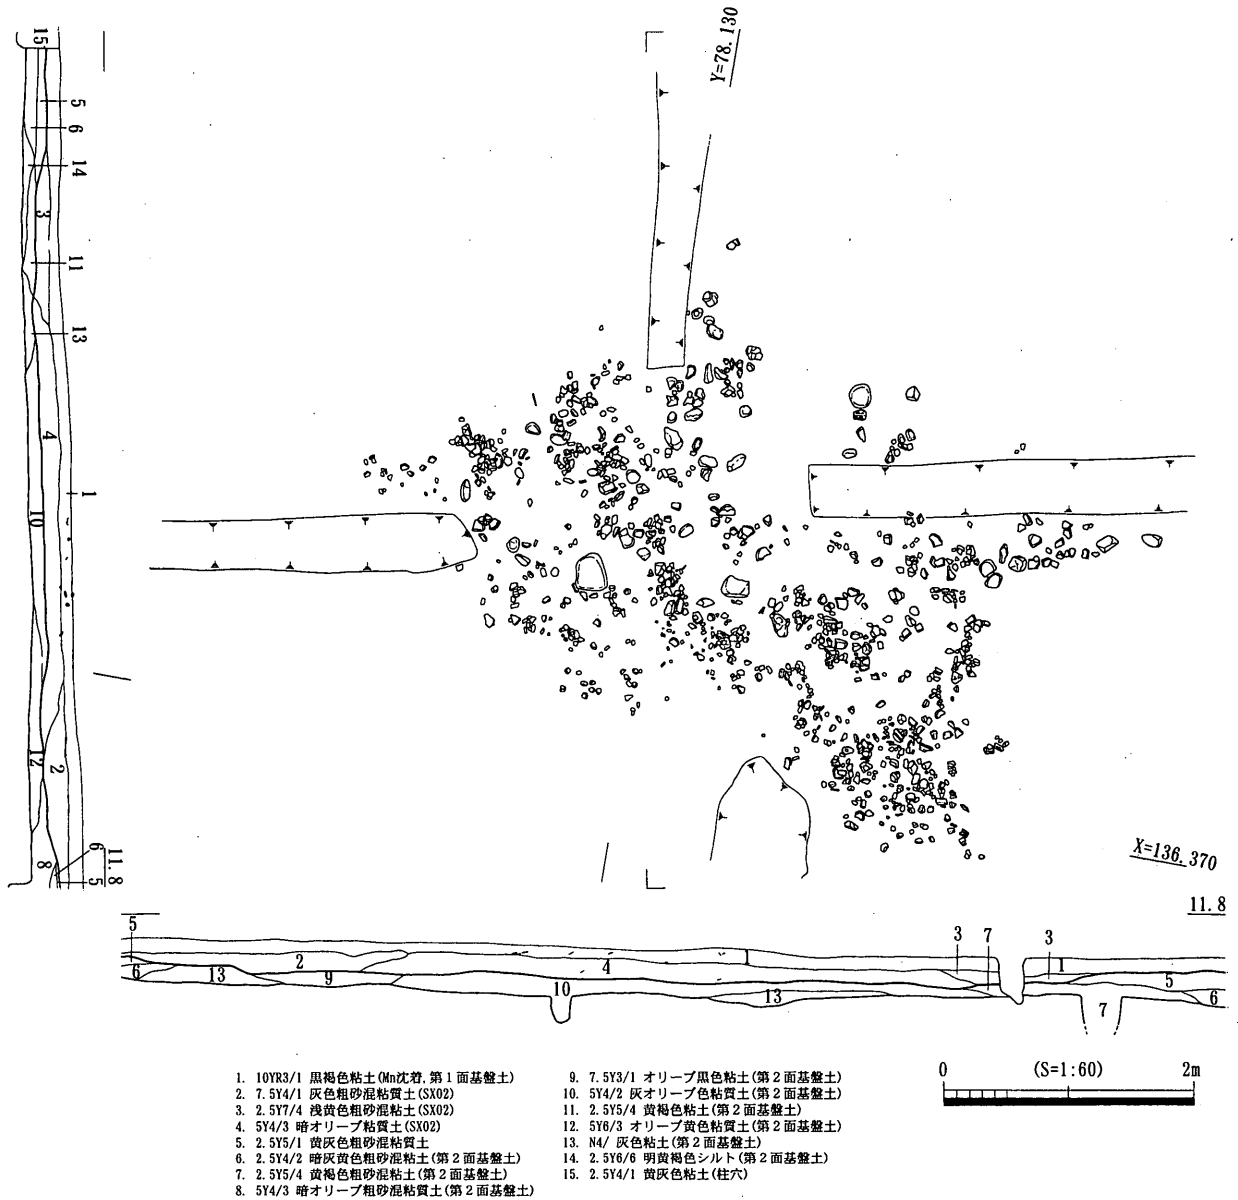 Y=78.130
15
5
6
14
3
11
13
4
1
10
12
2
8
6
5
11.8
X=136.370
11.8
5
2
6
13
9
4
10
13
3
7
3
1
5
7
6
0
(S=1:60)
2m
1. 10YR3/1 黒褐色粘土(Mn沈着,第1面基盤土)
2. 7.5Y4/1 灰色粗砂混粘質土(SX02)
3. 2.5Y7/4 浅黄色粗砂混粘土(SX02)
4. 5Y4/3 暗オリーブ粘質土(SX02)
5. 2.5Y5/1 黄灰色粗砂混粘質土
6. 2.5Y4/2 暗灰黄色粗砂混粘土(第2面基盤土)
7. 2.5Y5/4 黄褐色粗砂混粘土(第2面基盤土)
8. 5Y4/3 暗オリーブ粗砂混粘質土(第2面基盤土)
9. 7.5Y3/1 オリーブ黒色粘土(第2面基盤土)
10. 5Y4/2 灰オリーブ色粘質土(第2面基盤土)
11. 2.5Y5/4 黄褐色粘土(第2面基盤土)
12. 5Y6/3 オリーブ黄色粘質土(第2面基盤土)
13. N4/ 灰色粘土(第2面基盤土)
14. 2.5Y6/6 明黄褐色シルト(第2面基盤土)
15. 2.5Y4/1 黄灰色粘土(柱穴)